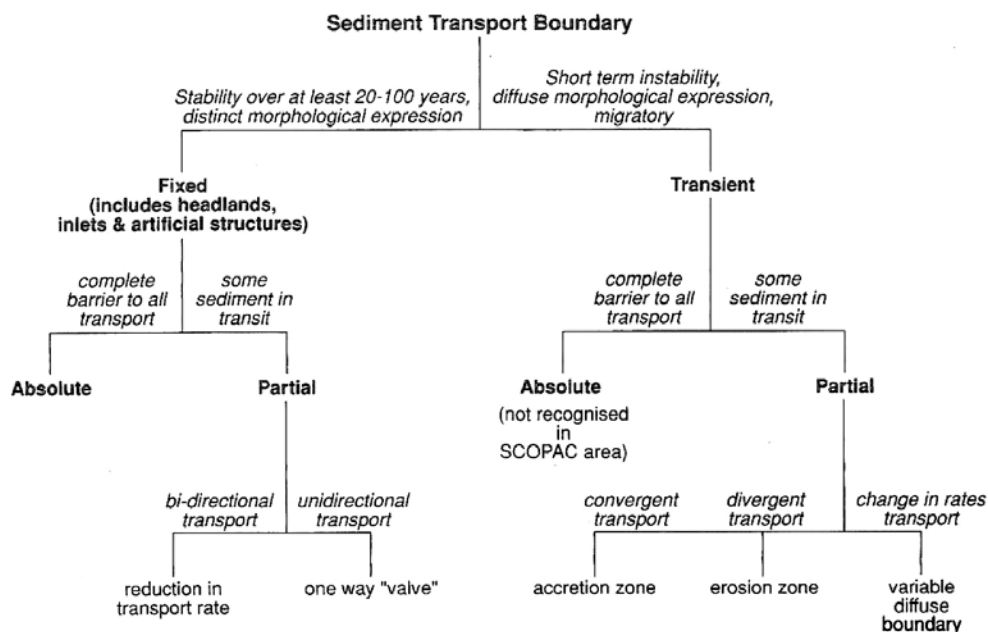 Sediment Transport Boundary
Stability over at least 20-100 years,
distinct morphological expression
Short term instability,
diffuse morphological expression,
migratory
Fixed
(includes headlands,
inlets & artificial structures)
Transient
complete
barrier to all
transport
some
sediment in
transit
complete
barrier to all
transport
some
sediment in
transit
Absolute
Partial
Absolute
(not recognised
in
SCOPAC area)
Partial
bi-directional
transport
unidirectional
transport
convergent
transport
divergent
transport
change in rates
transport
reduction in
transport rate
one way "valve"
accretion zone
erosion zone
variable
diffuse
boundary